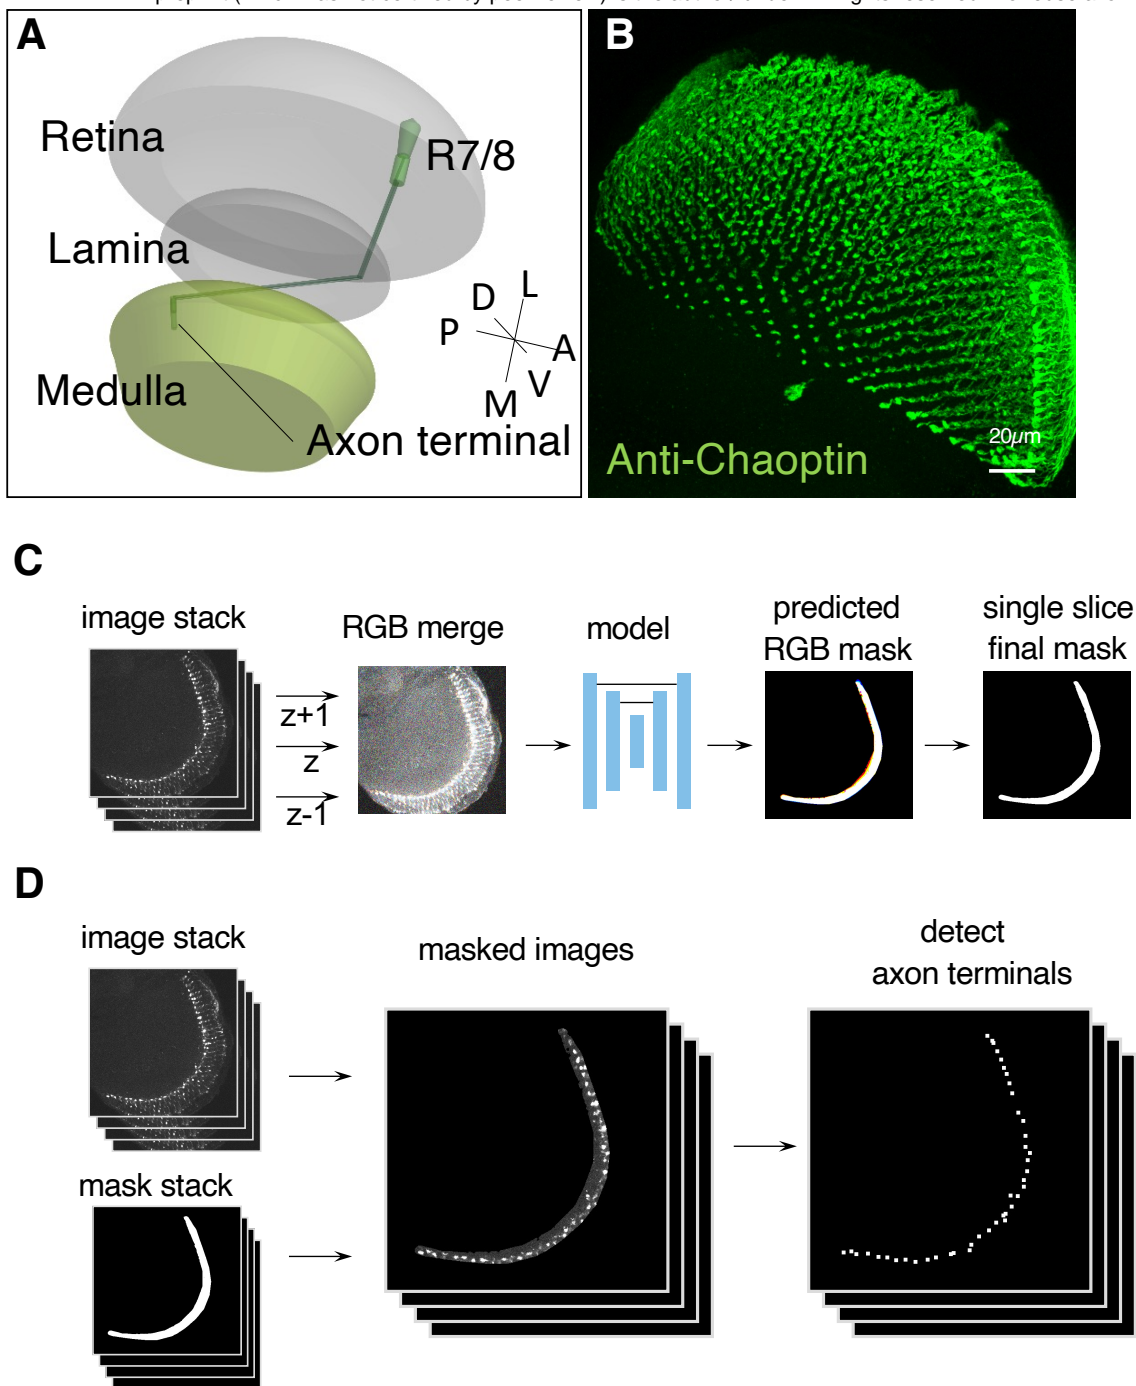 A
Retina
R7/8
Lamina
D
L
P
A
V
M
Medulla
Axon terminal
B
20µm
Anti-Chaoptin
C
image stack
RGB merge
model
predicted
RGB mask
single slice
final mask
z+1
z
z-1
D
image stack
masked images
detect
axon terminals
mask stack